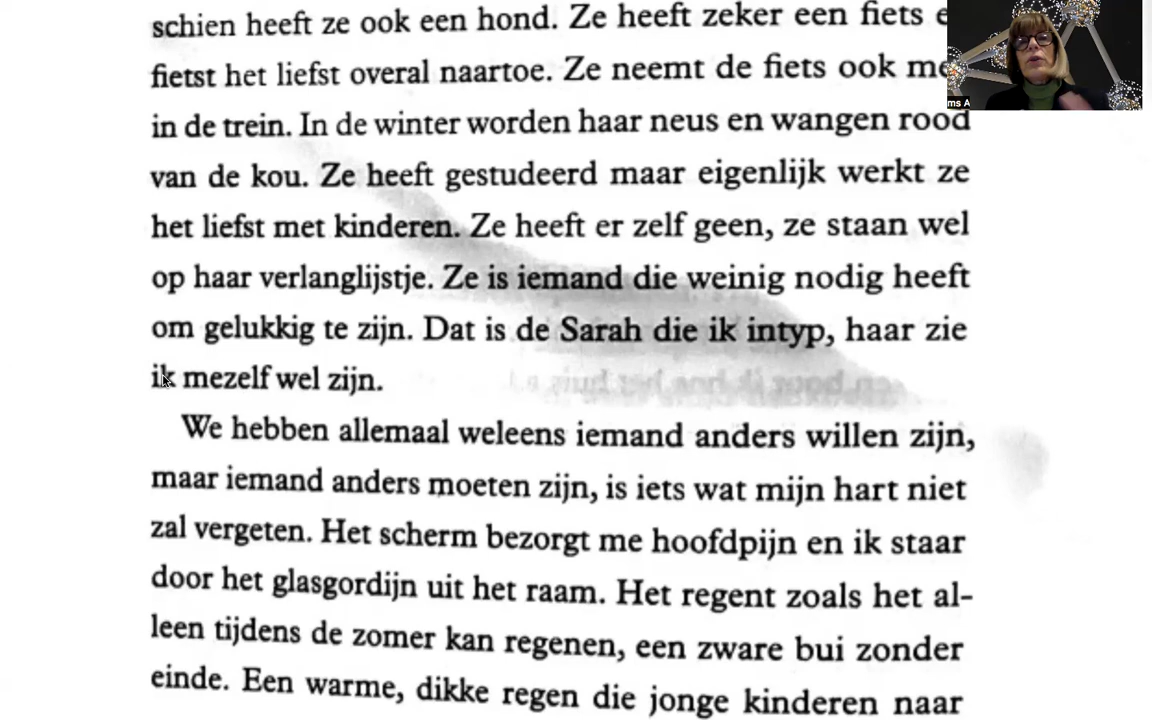 schien heeft ze ook een hond. Ze heeft zeker een fiets
fietst het liefst overal naartoe. Ze neemt de fiets ook
in de trein. In de winter worden haar neus en wangen rood
van de kou. Ze heeft gestudeerd maar eigenlijk werkt ze
het liefst met kinderen. Ze heeft er zelf geen, ze staan wel
op haar verlanglijstje. Ze is iemand die weinig nodig heeft
om gelukkig te zijn. Dat is de Sarah die ik intyp, haar zie
ik mezelf wel zijn.
We hebben allemaal weleens iemand anders willen zijn,
maar iemand anders moeten zijn, is iets wat mijn hart niet
zal vergeten. Het scherm bezorgt me hoofdpijn en ik staar
door het glasgordijn uit het raam. Het regent zoals het al-
leen tijdens de zomer kan regenen, een zware bui zonder
einde. Een warme, dikke regen die jonge kinderen naar